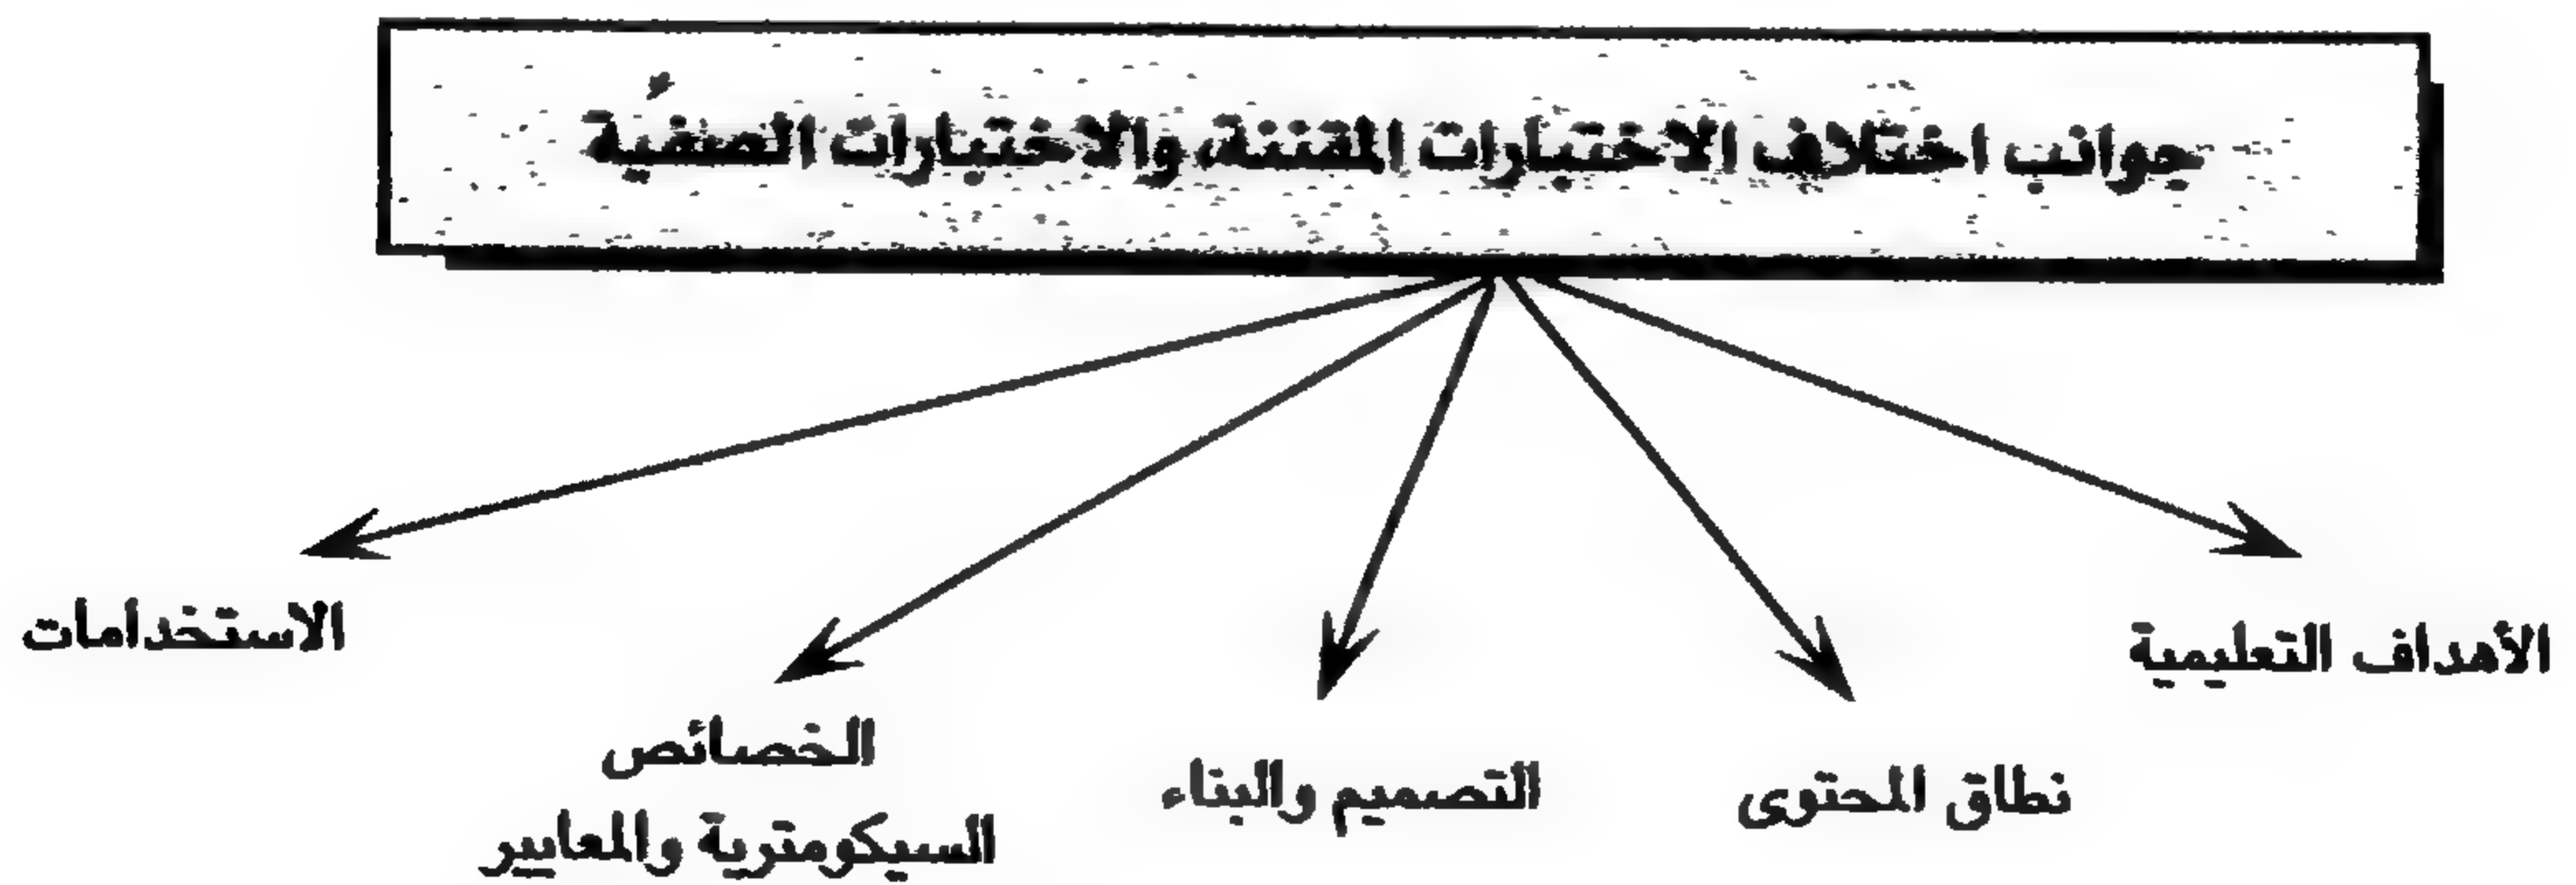 جوانب اختلاف الاختبارات المقننة، والاختبارات الصفية
الأهداف التعليمية
نطاق المحتوى
التصميم والبناء
الخصائص
السيكومترية والمعايير
الاستخدامات